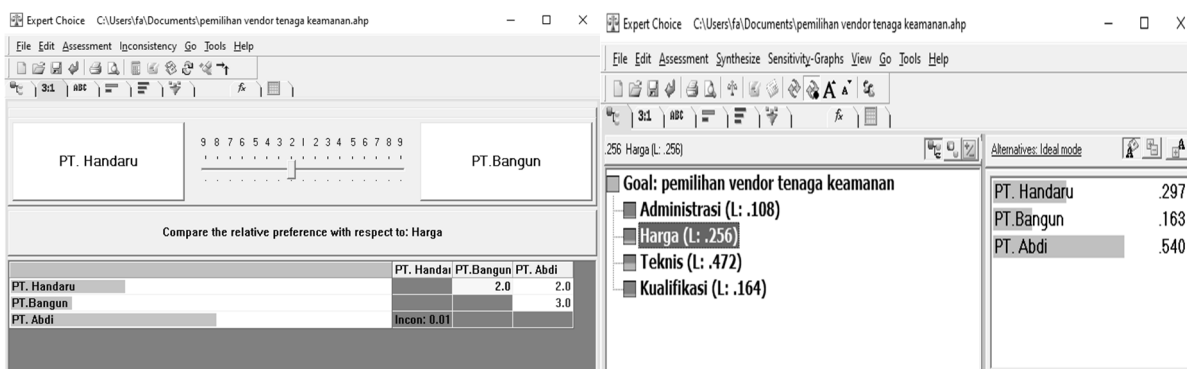 Expert Choice C:\Users\fa\Documents\pemilihan vendor tenaga keamanan.ahp
File Edit Assessment Inconsistency Go Tools Help
3:1 ABC fx
PT. Handaru
9 8 7 6 5 4 3 2 1 2 3 4 5 6 7 8 9
PT.Bangun
Compare the relative preference with respect to: Harga
PT. Handar PT.Bangun PT. Abdi
PT. Handaru 2.0 2.0
PT.Bangun 3.0
PT. Abdi Incon: 0.01
Expert Choice C:\Users\fa\Documents\pemilihan vendor tenaga keamanan.ahp
File Edit Assessment Synthesize Sensitivity-Graphs View Go Tools Help
A A
3:1 ABC fx
.256 Harga (L: .256)
Goal: pemilihan vendor tenaga keamanan
Administrasi (L: .108)
Harga (L: .256)
Teknis (L: .472)
Kualifikasi (L: .164)
Alternatives: Ideal mode
PT. Handaru .297
PT.Bangun .163
PT. Abdi .540